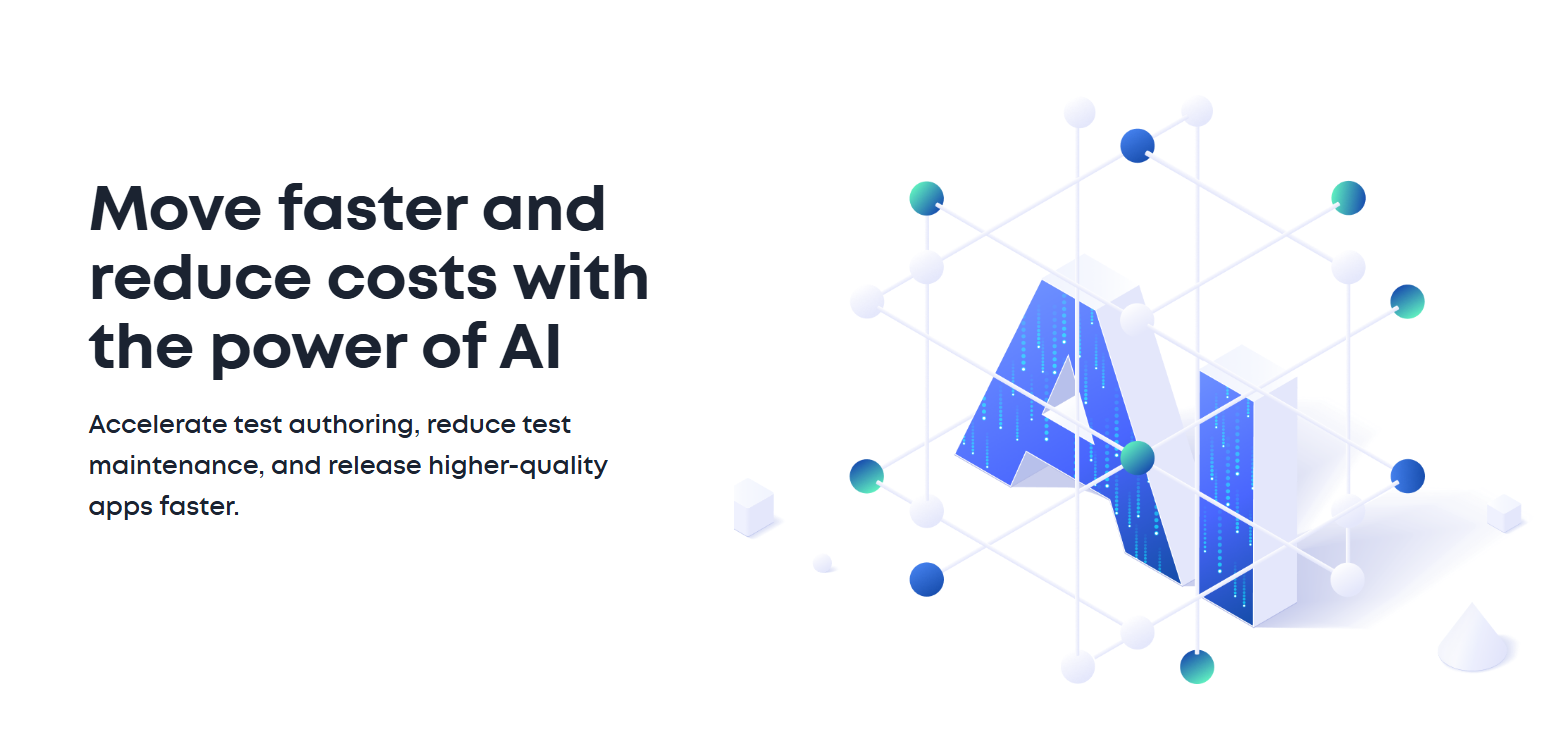 Move faster and
reduce costs with
the power of AI
Accelerate test authoring, reduce test
maintenance, and release higher-quality
apps faster.
AI